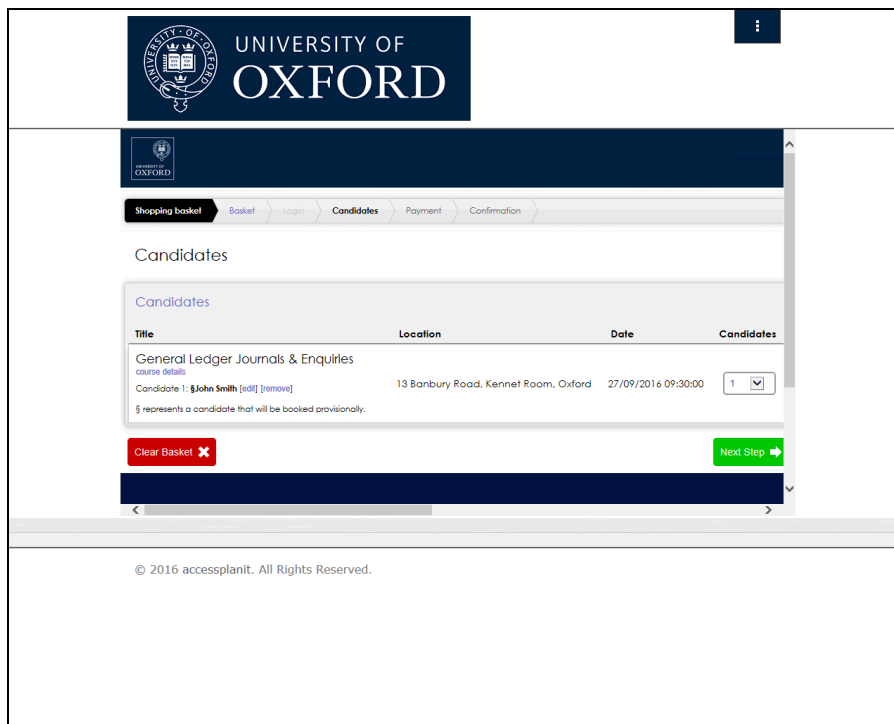 UNIVERSITY OF
OXFORD
UNIVERSITY OF
OXFORD
Shopping basket Basket Login Candidates Payment Confirmation
Candidates
Candidates
Title Location Date Candidates
General Ledger Journals & Enquiries
course details
Candidate 1: §John Smith [edit] [remove]
13 Banbury Road, Kennet Room, Oxford 27/09/2016 09:30:00 1
§ represents a candidate that will be booked provisionally.
Clear Basket Next Step
© 2016 accessplanit. All Rights Reserved.